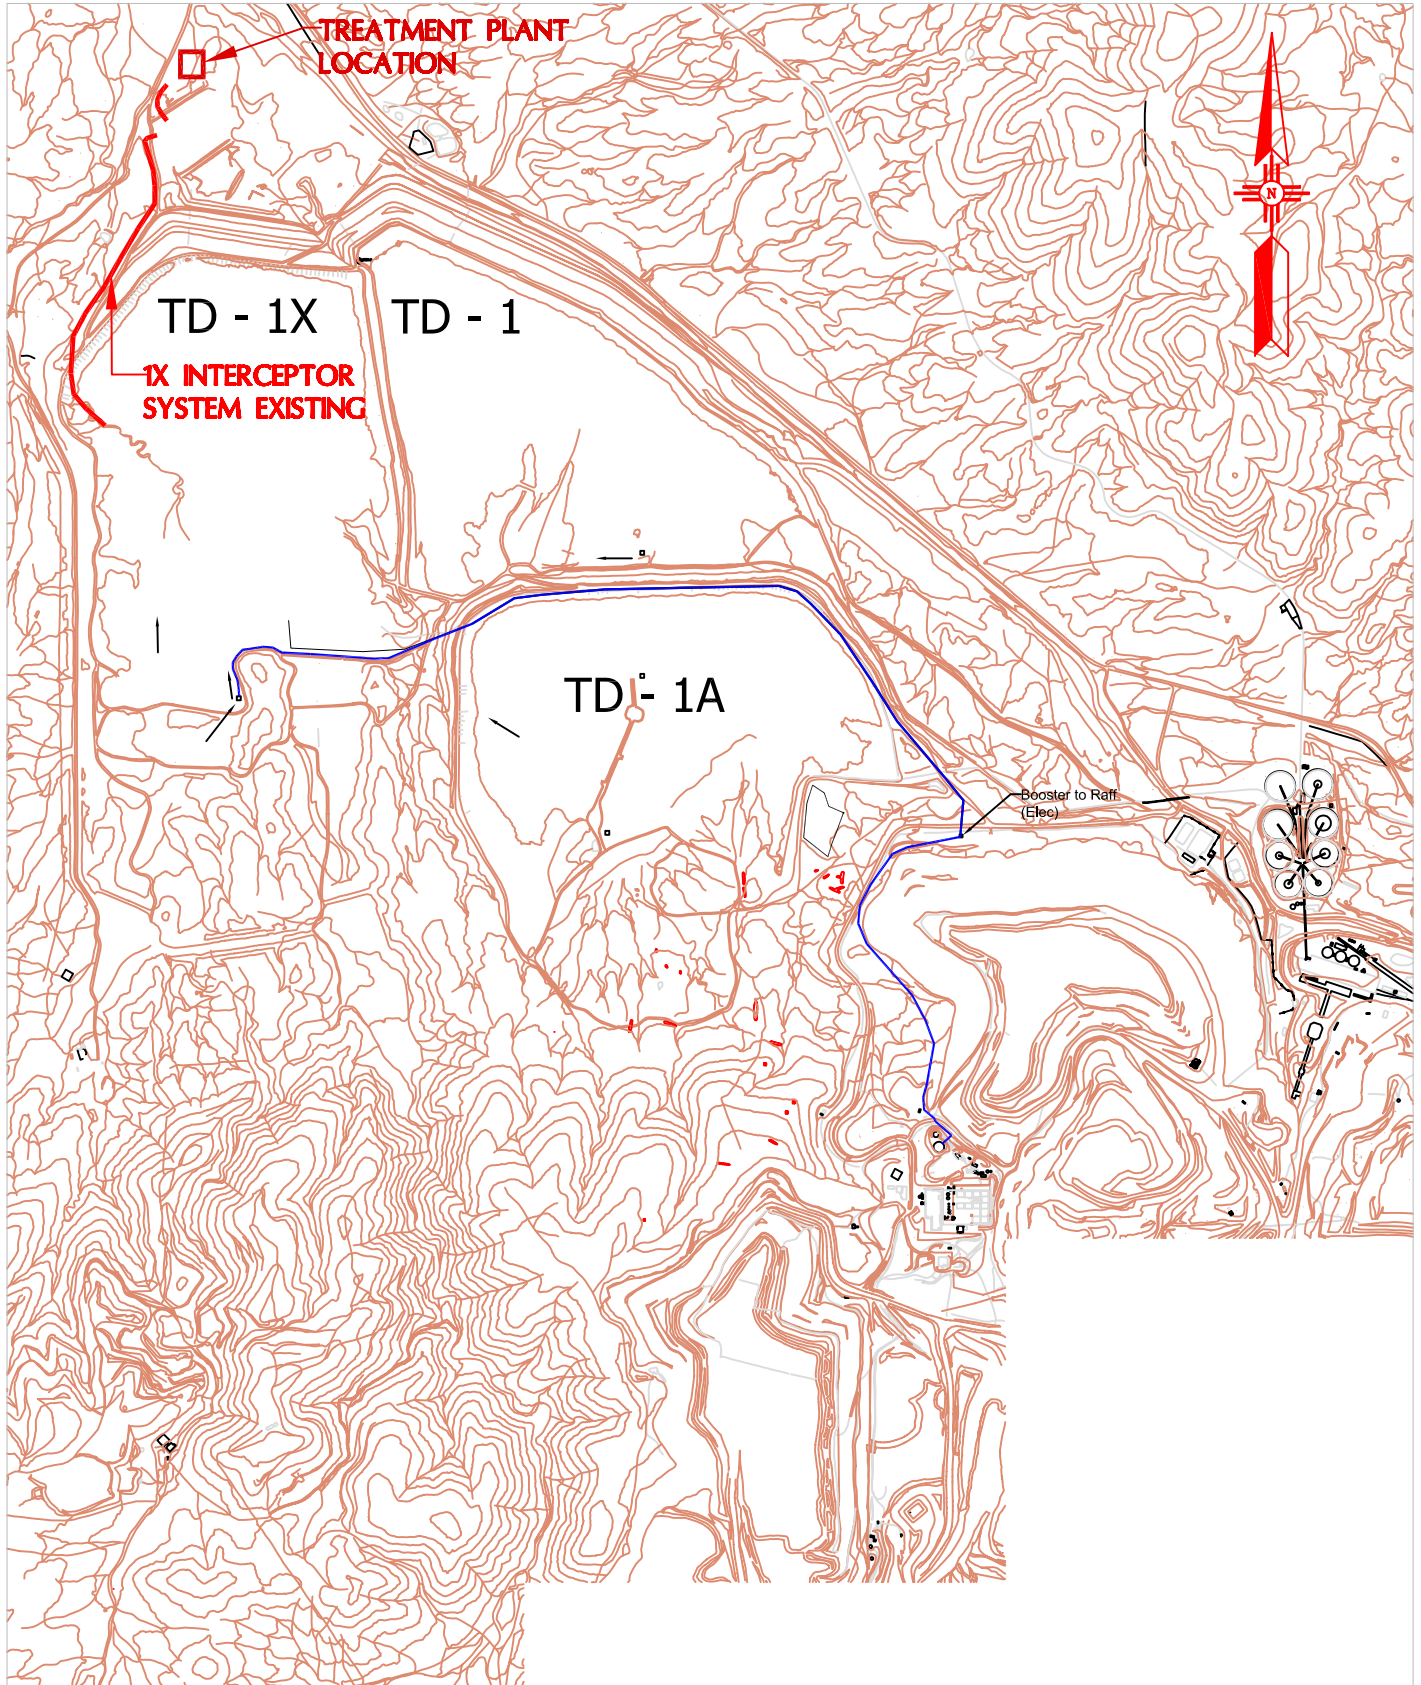 TREATMENT PLANT
LOCATION
N
TD - 1X
TD - 1
1X INTERCEPTOR
SYSTEM EXISTING
TD - 1A
Booster to Raff
(Elec)